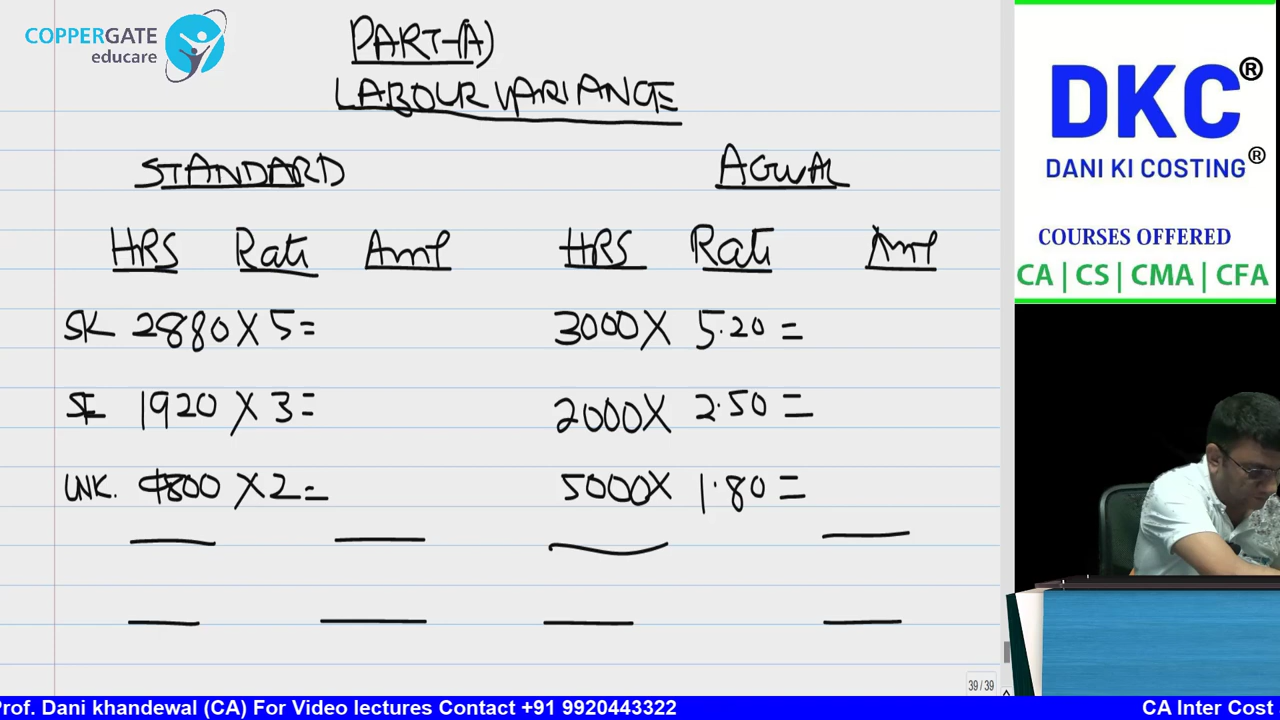 COPPERGATE
educare
PART-(A)
LABOUR VARIANCE
STANDARD ACTUAL
HRS Rate Amt HRS Rate Amt
SK 2880 X 5 = 3000 X 5.20 =
SE 1920 X 3 = 2000 X 2.50 =
UNK. 4800 X 2 = 5000 X 1.80 =
39 / 39
DKC®
DANI KI COSTING®
COURSES OFFERED
CA | CS | CMA | CFA
Prof. Dani khandewal (CA) For Video lectures Contact +91 9920443322 CA Inter Cost